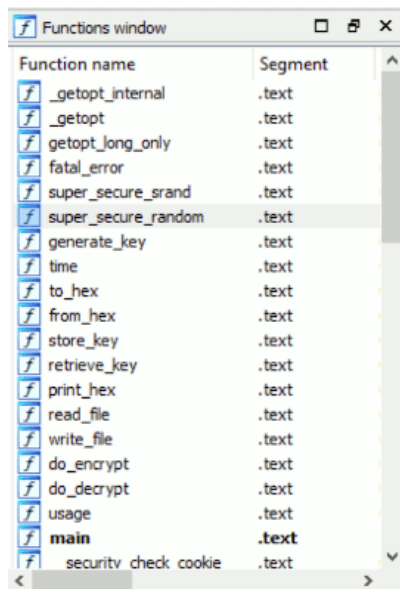 Functions window
Function name Segment
f _getopt_internal .text
f _getopt .text
f getopt_long_only .text
f fatal_error .text
f super_secure_srand .text
f super_secure_random .text
f generate_key .text
f time .text
f to_hex .text
f from_hex .text
f store_key .text
f retrieve_key .text
f print_hex .text
f read_file .text
f write_file .text
f do_encrypt .text
f do_decrypt .text
f usage .text
f main .text
f __security_check_cookie .text